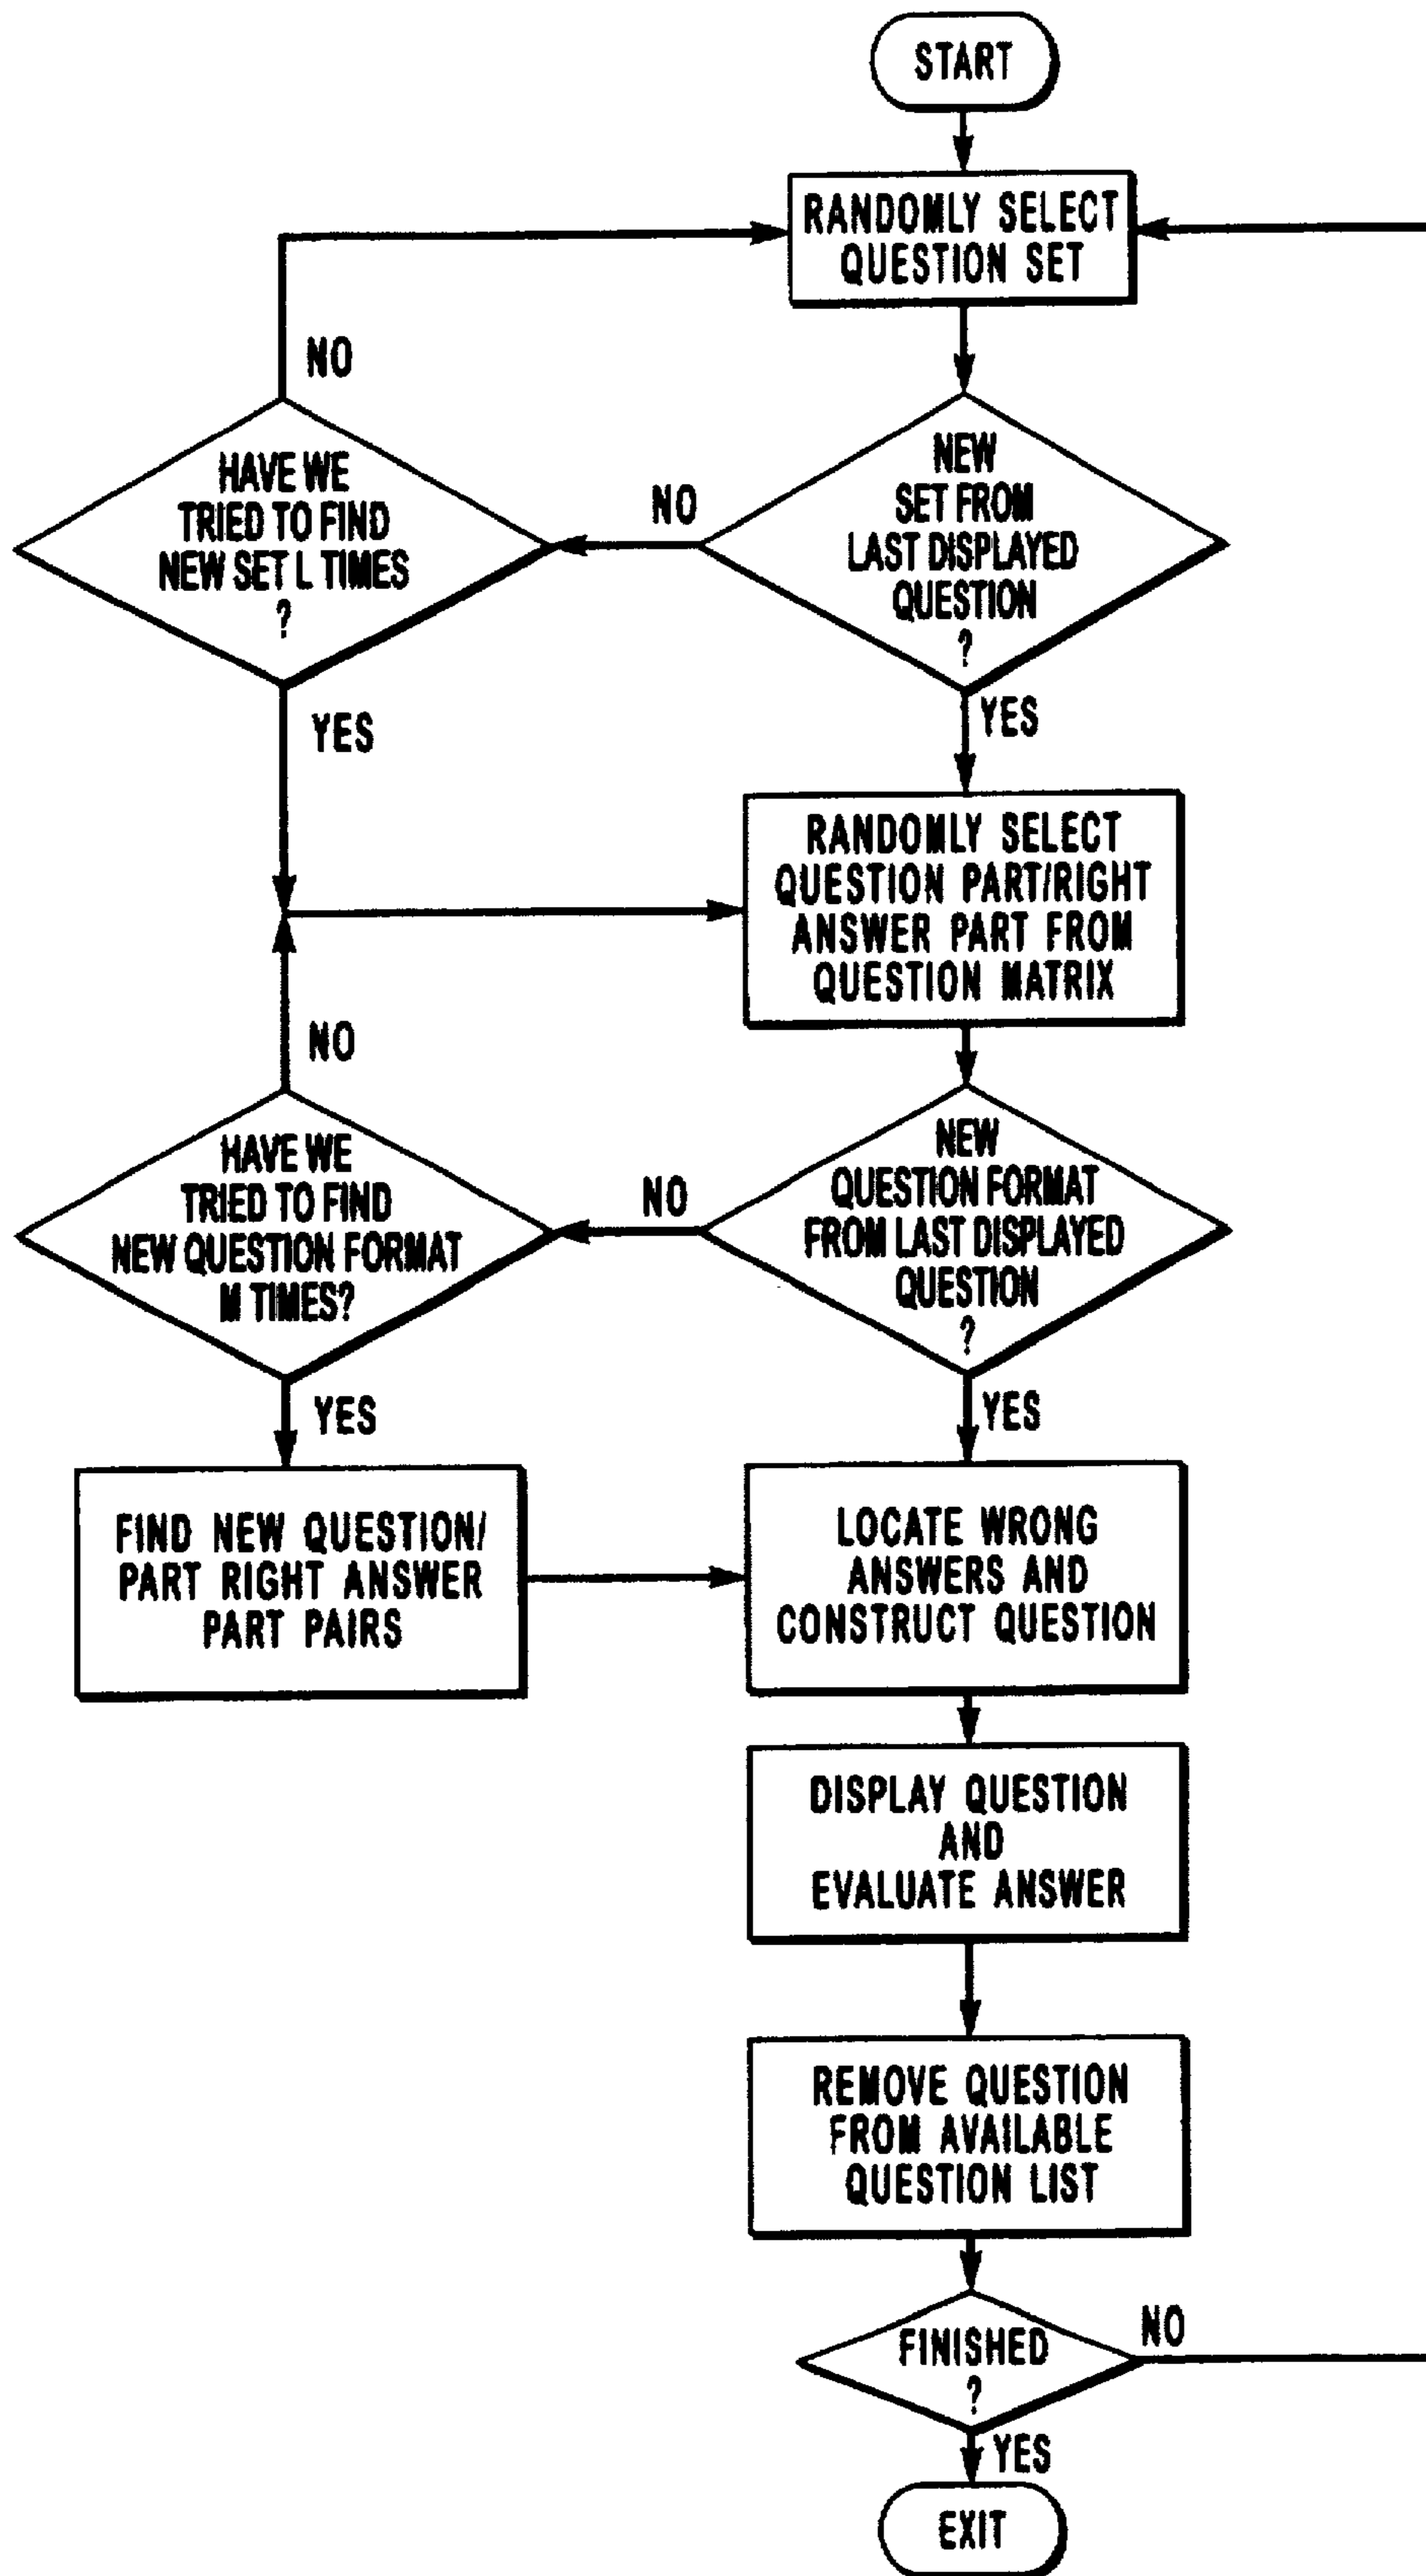 START
RANDOMLY SELECT
QUESTION SET
NO
HAVE WE
TRIED TO FIND
NEW SET L TIMES
?
NO
NEW
SET FROM
LAST DISPLAYED
QUESTION
?
YES
YES
RANDOMLY SELECT
QUESTION PART/RIGHT
ANSWER PART FROM
QUESTION MATRIX
NO
HAVE WE
TRIED TO FIND
NEW QUESTION FORMAT
M TIMES?
NO
NEW
QUESTION FORMAT
FROM LAST DISPLAYED
QUESTION
?
YES
YES
FIND NEW QUESTION/
PART RIGHT ANSWER
PART PAIRS
LOCATE WRONG
ANSWERS AND
CONSTRUCT QUESTION
DISPLAY QUESTION
AND
EVALUATE ANSWER
REMOVE QUESTION
FROM AVAILABLE
QUESTION LIST
FINISHED
?
NO
YES
EXIT